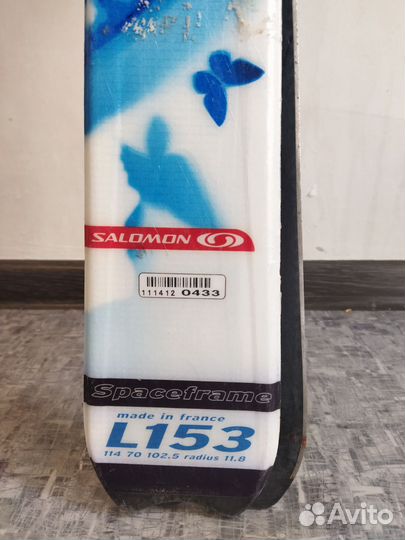 SALOMON
111412 0433
Spaceframe
made in france
L153
114 70 102.5 radius 11.8
Avito